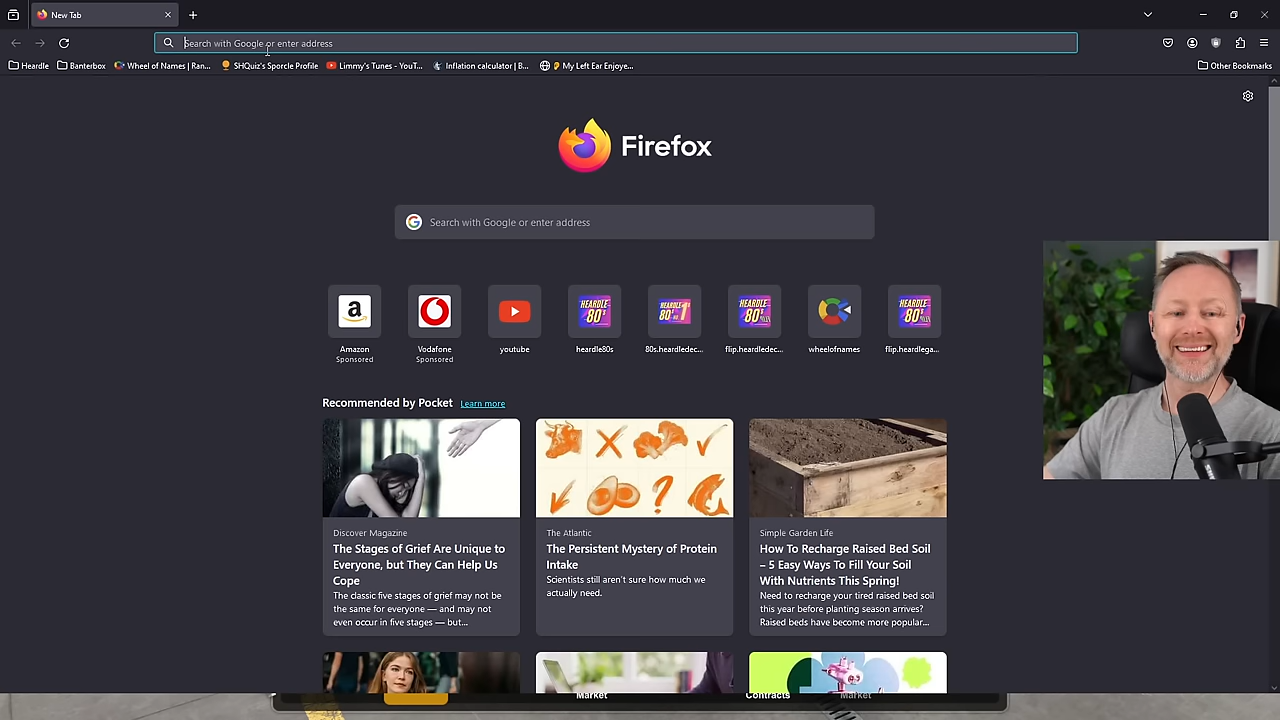 New Tab
Search with Google or enter address
Heardle
Banterbox
Wheel of Names | Ran...
SHQuiz's Sporcle Profile
Limmy's Tunes - YouT...
Inflation calculator | B...
My Left Ear Enjoye...
Other Bookmarks
Firefox
Search with Google or enter address
a
HEARDLE 80's
HEARDLE 80's
HEARDLE 80's
HEARDLE 80's
Amazon
Sponsored
Vodafone
Sponsored
youtube
heardle80s
80s.heardledec...
flip.heardledec...
wheelofnames
flip.heardlega...
Recommended by Pocket Learn more
Discover Magazine
The Stages of Grief Are Unique to
Everyone, but They Can Help Us
Cope
The classic five stages of grief may not be
the same for everyone — and may not
even occur in five stages — but...
The Atlantic
The Persistent Mystery of Protein
Intake
Scientists still aren't sure how much we
actually need.
Simple Garden Life
How To Recharge Raised Bed Soil
– 5 Easy Ways To Fill Your Soil
With Nutrients This Spring!
Need to recharge your tired raised bed soil
this year before planting season arrives?
Raised beds have become more popular...
Market
Contracts
Market